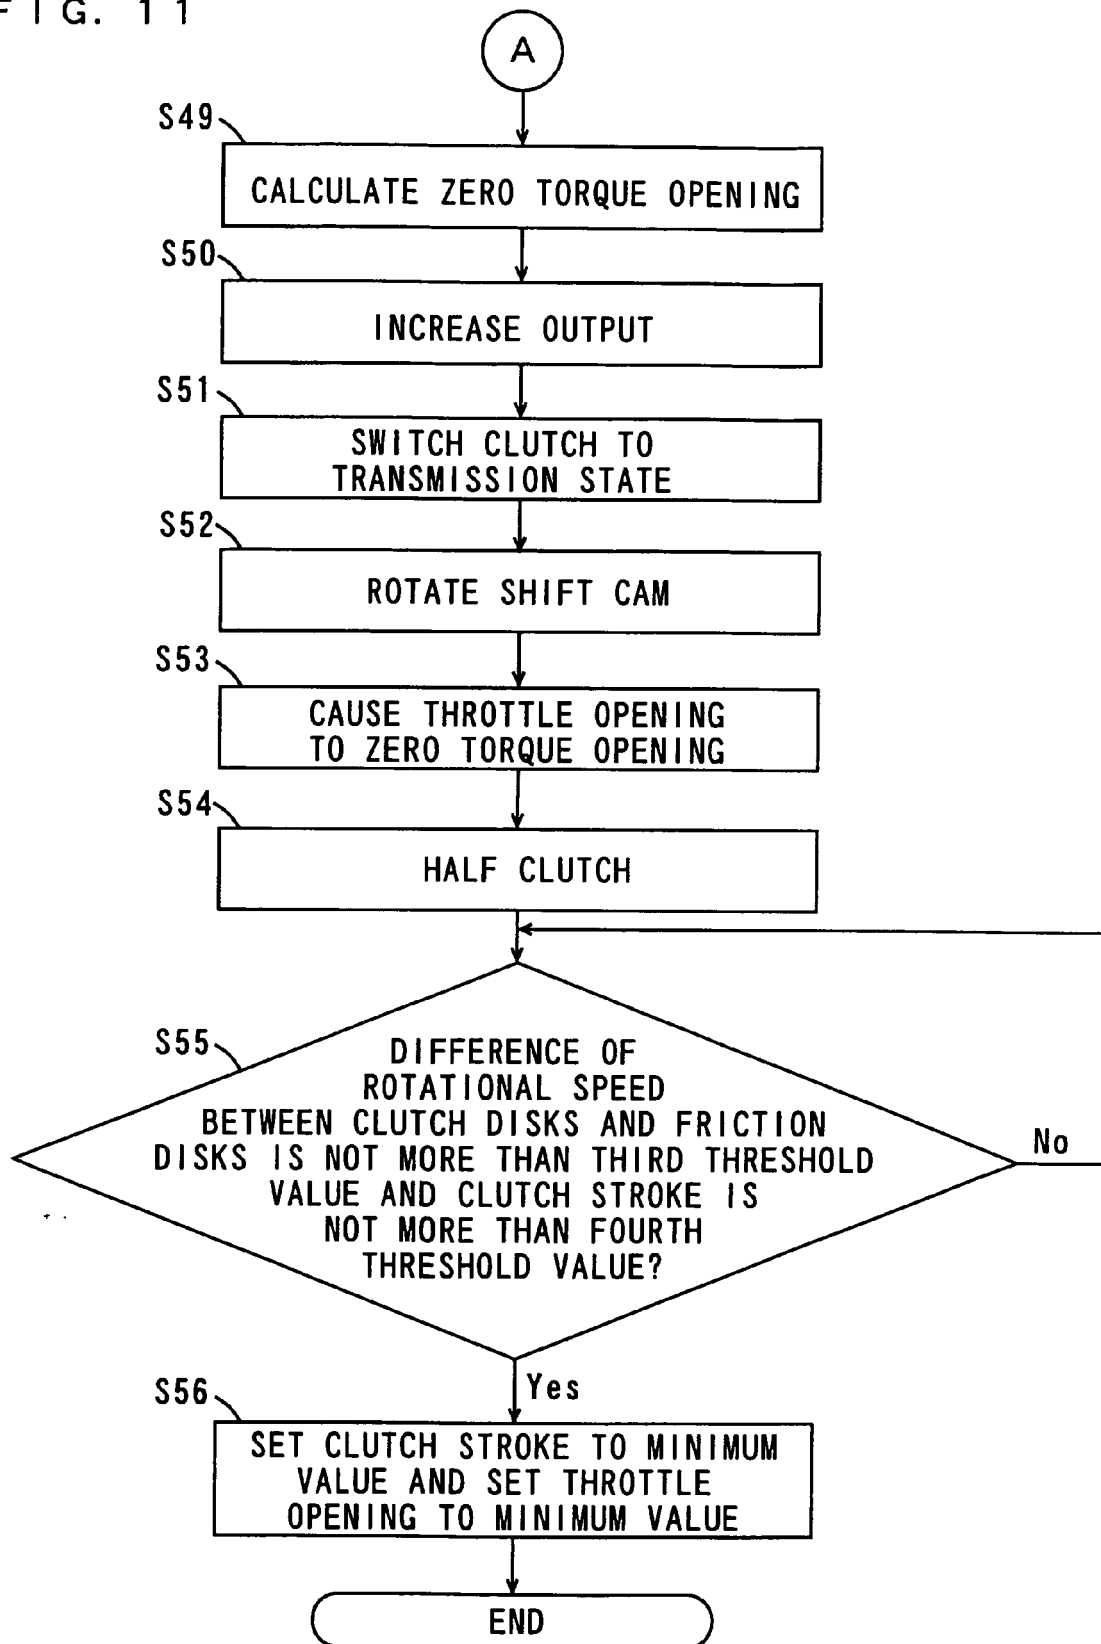 FIG. 11
A
S49
CALCULATE ZERO TORQUE OPENING
S50
INCREASE OUTPUT
S51
SWITCH CLUTCH TO
TRANSMISSION STATE
S52
ROTATE SHIFT CAM
S53
CAUSE THROTTLE OPENING
TO ZERO TORQUE OPENING
S54
HALF CLUTCH
S55
DIFFERENCE OF
ROTATIONAL SPEED
BETWEEN CLUTCH DISKS AND FRICTION
DISKS IS NOT MORE THAN THIRD THRESHOLD
VALUE AND CLUTCH STROKE IS
NOT MORE THAN FOURTH
THRESHOLD VALUE?
No
Yes
S56
SET CLUTCH STROKE TO MINIMUM
VALUE AND SET THROTTLE
OPENING TO MINIMUM VALUE
END